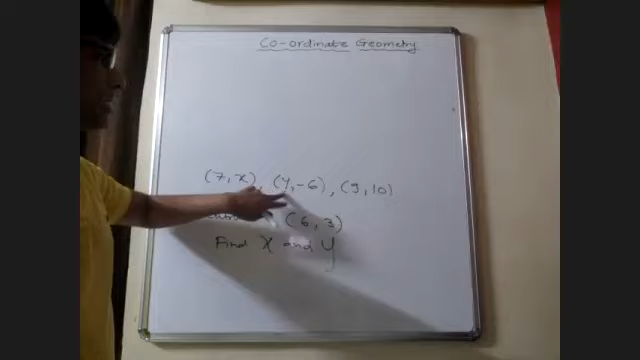 Co-ordinate Geometry
(7, x), (y, -6), (9, 10)
(6, 3)
Find X and y